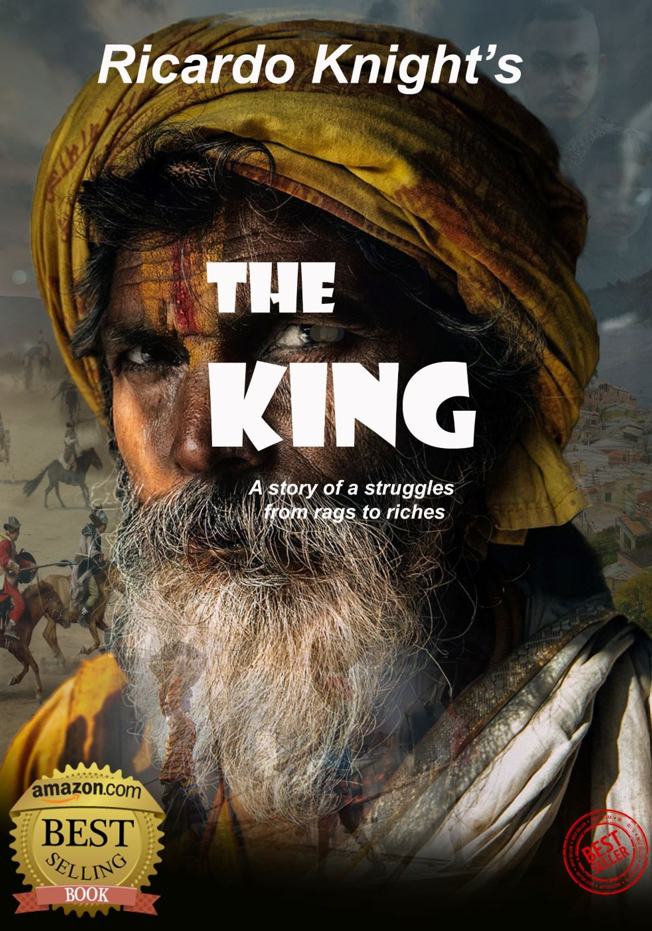 Ricardo Knight’s
THE
KING
A story of a struggles
from rags to riches
amazon.com
BEST
SELLING
BOOK
BEST
SELLER